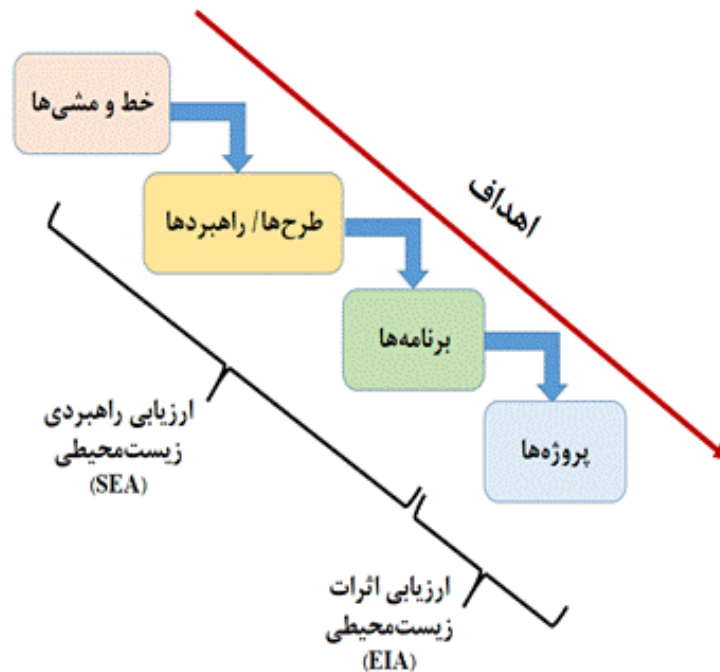 خط و مشی‌ها
طرح‌ها/ راهبردها
اهداف
برنامه‌ها
پروژه‌ها
ارزیابی راهبردی
زیست‌محیطی
(SEA)
ارزیابی اثرات
زیست‌محیطی
(EIA)